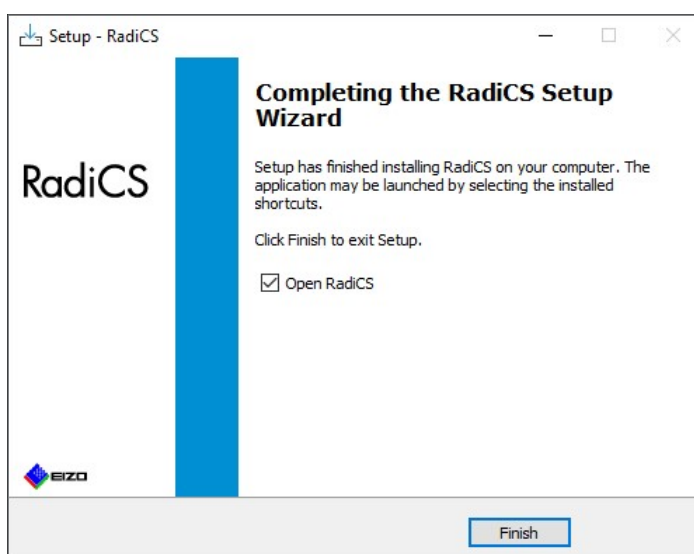 Setup - RadiCS
Completing the RadiCS Setup
Wizard
RadiCS
Setup has finished installing RadiCS on your computer. The
application may be launched by selecting the installed
shortcuts.
Click Finish to exit Setup.
Open RadiCS
EIZO
Finish